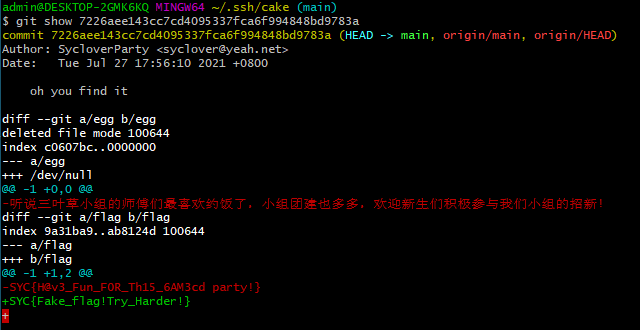 admin@DESKTOP-2GMK6KQ MINGW64 ~/.ssh/cake (main)
$ git show 7226aee143cc7cd4095337fca6f994848bd9783a
commit 7226aee143cc7cd4095337fca6f994848bd9783a (HEAD -> main, origin/main, origin/HEAD)
Author: SycloverParty <syclover@yeah.net>
Date:   Tue Jul 27 17:56:10 2021 +0800
oh you find it
diff --git a/egg b/egg
deleted file mode 100644
index c0607bc..0000000
--- a/egg
+++ /dev/null
@@ -1 +0,0 @@
-听说三叶草小组的师傅们最喜欢约饭了，小组团建也多多，欢迎新生们积极參与我们小组的招新!
diff --git a/flag b/flag
index 9a31ba9..ab8124d 100644
--- a/flag
+++ b/flag
@@ -1 +1,2 @@
-SYC{H@v3_Fun_F0R_Th15_GAM3cd party!}
+SYC{Fake_flag!Try_Harder!}
+